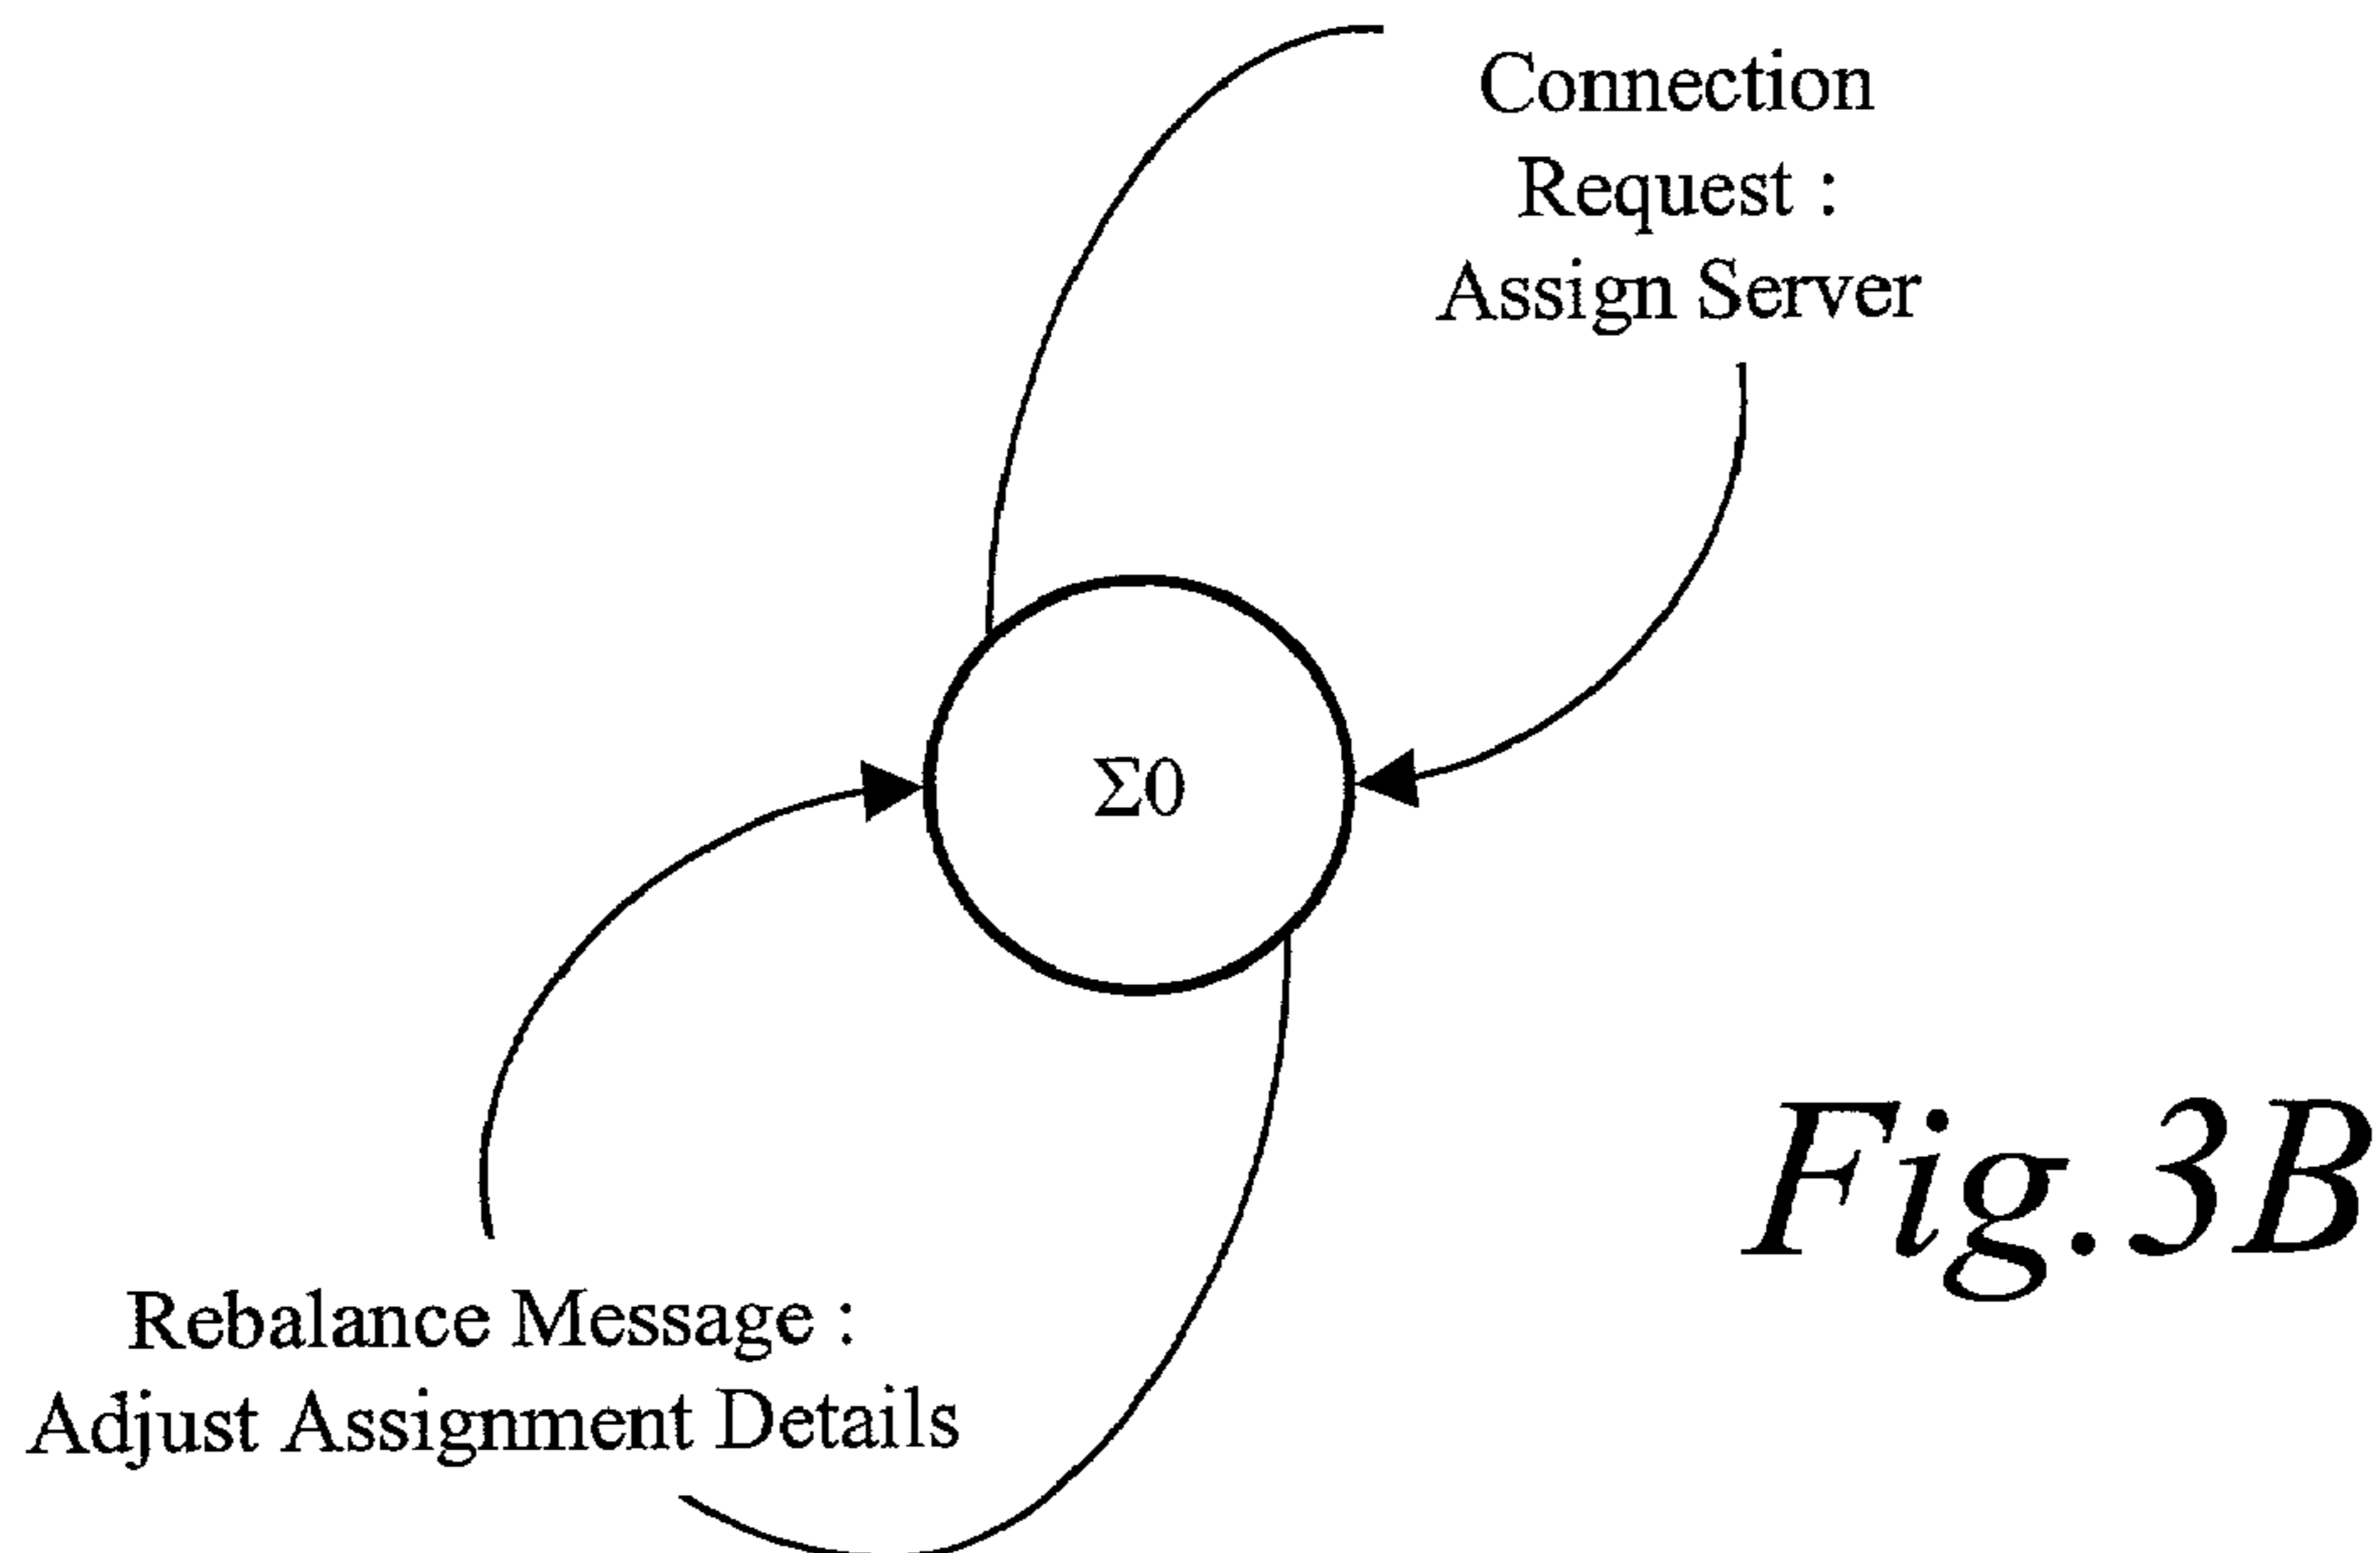 Connection
Request :
Assign Server
Σ0
Fig.3B
Rebalance Message :
Adjust Assignment Details